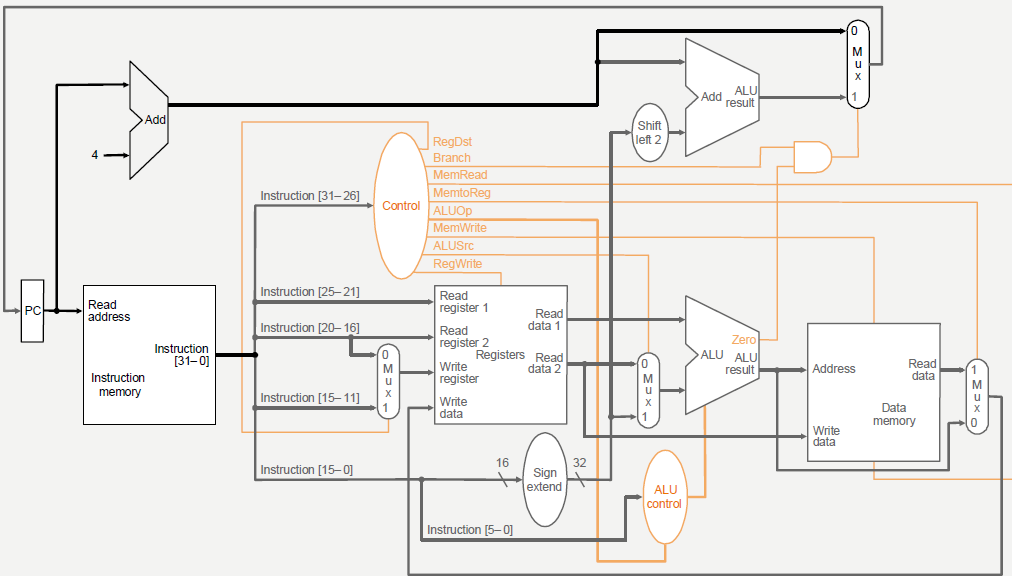 0
M
u
x
1
Add
ALU
result
Add
4
Shift
left 2
RegDst
Branch
MemRead
MemtoReg
ALUOp
MemWrite
ALUSrc
RegWrite
Control
Instruction [31–26]
Instruction [25–21]
Instruction [20–16]
Instruction [15–11]
Instruction [15–0]
Instruction [5–0]
PC
Read
address
Instruction
[31–0]
Instruction
memory
0
M
u
x
1
Read
register 1
Read
register 2
Write
register
Write
data
Registers
Read
data 1
Read
data 2
0
M
u
x
1
Zero
ALU
ALU
result
Address
Read
data
Data
memory
Write
data
1
M
u
x
0
16
Sign
extend
32
ALU
control